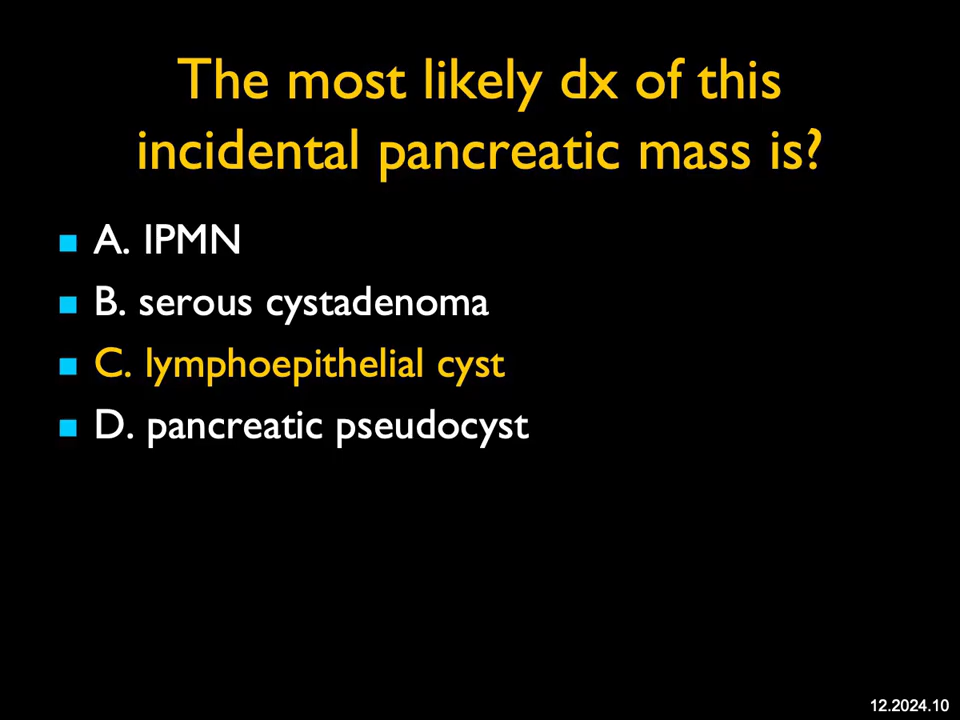 The most likely dx of this
incidental pancreatic mass is?
A. IPMN
B. serous cystadenoma
C. lymphoepithelial cyst
D. pancreatic pseudocyst
12.2024.10